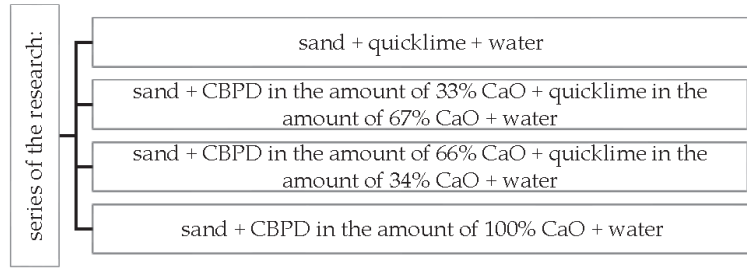 series of the research:
sand + quicklime + water
sand + CBPD in the amount of 33% CaO + quicklime in the
amount of 67% CaO + water
sand + CBPD in the amount of 66% CaO + quicklime in the
amount of 34% CaO + water
sand + CBPD in the amount of 100% CaO + water